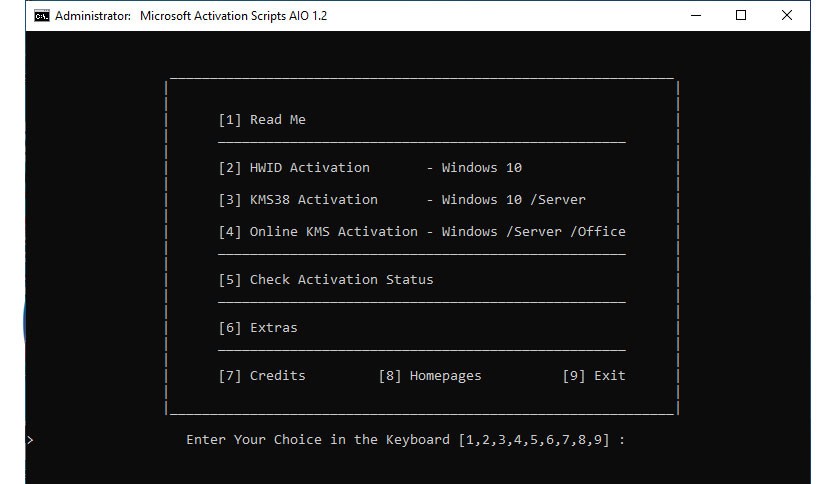 Administrator: Microsoft Activation Scripts AIO 1.2
[1] Read Me
[2] HWID Activation - Windows 10
[3] KMS38 Activation - Windows 10 /Server
[4] Online KMS Activation - Windows /Server /Office
[5] Check Activation Status
[6] Extras
[7] Credits [8] Homepages [9] Exit
> Enter Your Choice in the Keyboard [1,2,3,4,5,6,7,8,9] :